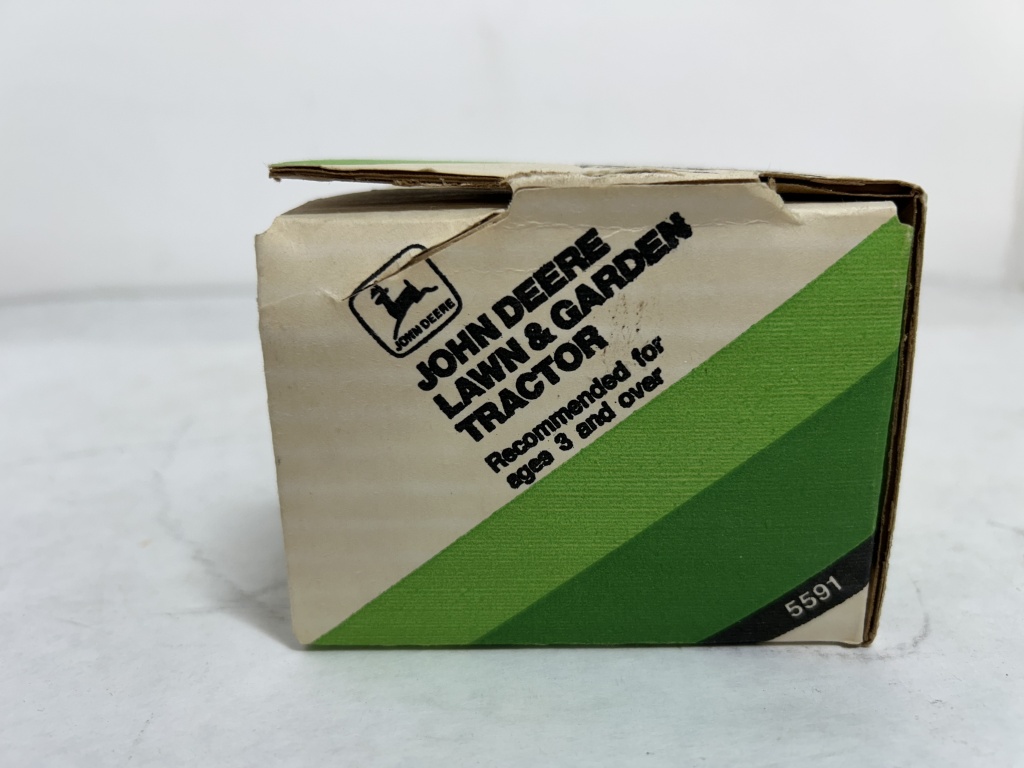 JOHN DEERE
JOHN DEERE
LAWN & GARDEN
TRACTOR
Recommended for
ages 3 and over
5591